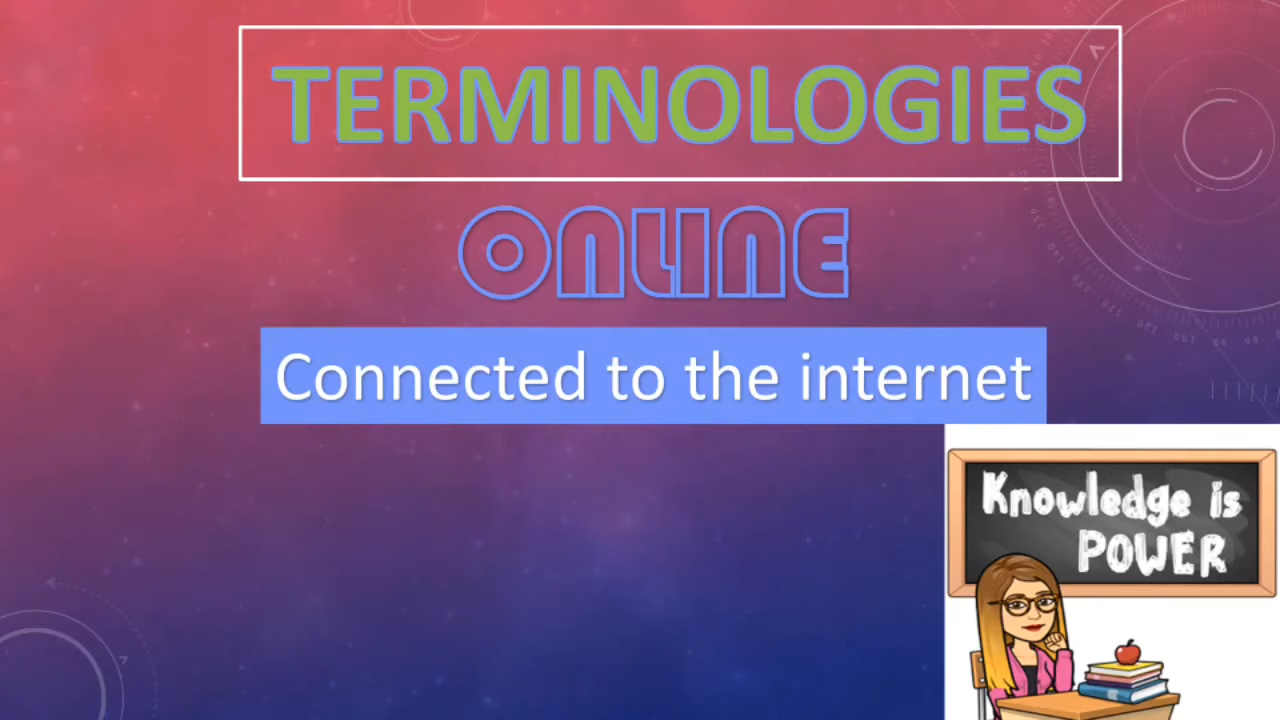 TERMINOLOGIES
ONLINE
Connected to the internet
Knowledge is
POWER